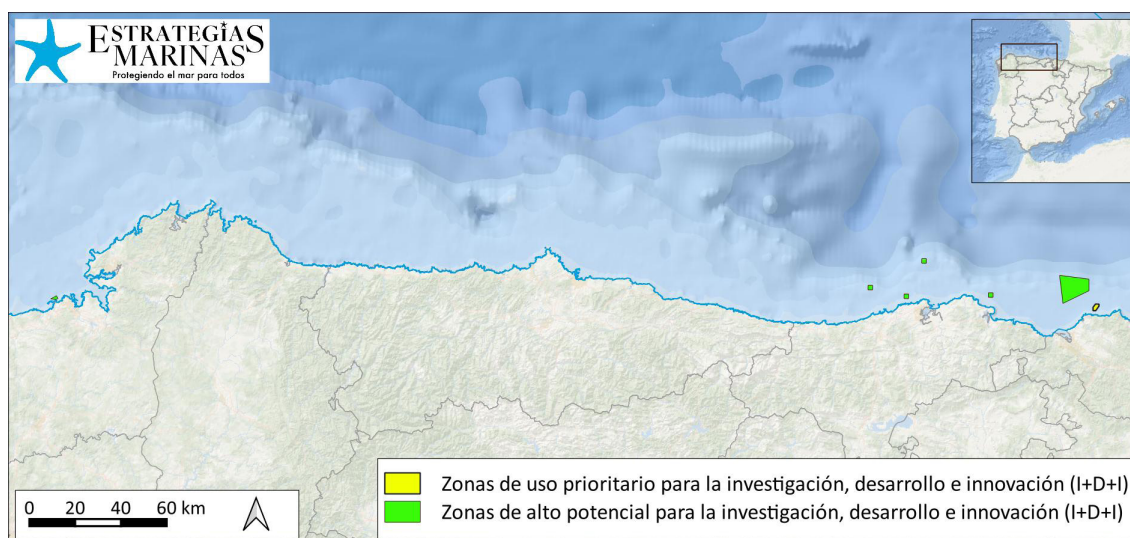 ESTRATEGIAS
MARINAS
Protegiendo el mar para todos
0 20 40 60 km
Zonas de uso prioritario para la investigación, desarrollo e innovación (I+D+I)
Zonas de alto potencial para la investigación, desarrollo e innovación (I+D+I)